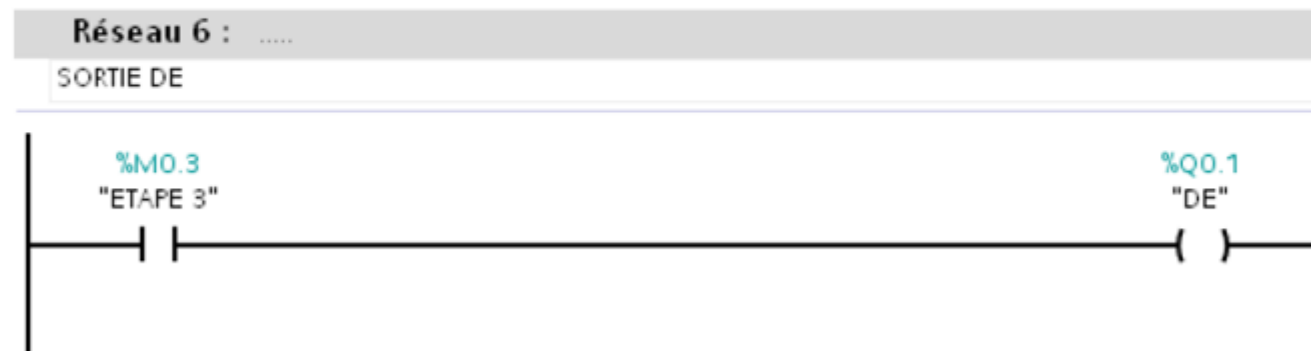 Réseau 6 : .....
SORTIE DE
%M0.3 %Q0.1
"ETAPE 3" "DE"